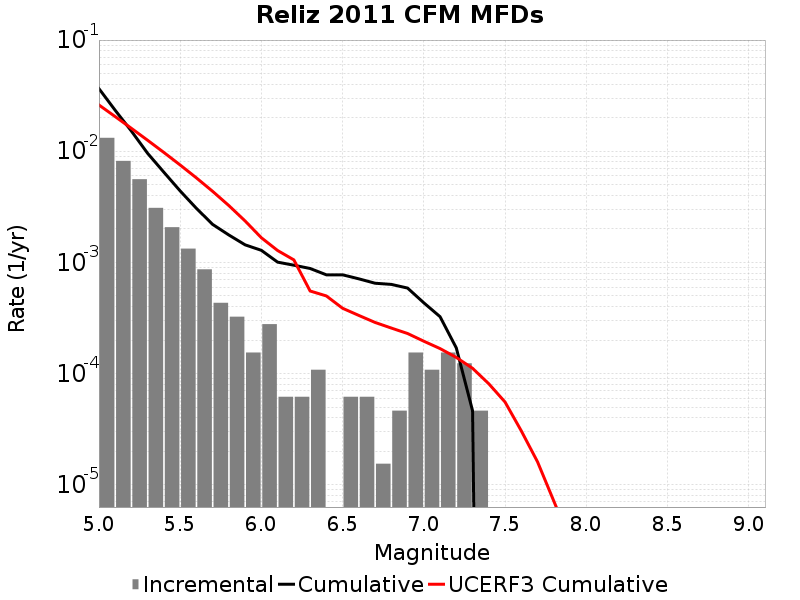 Reliz 2011 CFM MFDs
10-1
10-2
10-3
10-4
10-5
Rate (1/yr)
5.0 5.5 6.0 6.5 7.0 7.5 8.0 8.5 9.0
Magnitude
Incremental Cumulative UCERF3 Cumulative